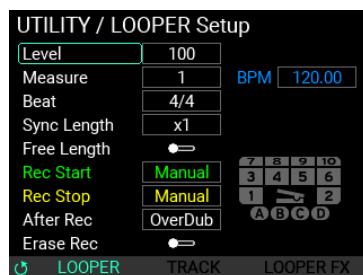 UTILITY / LOOPER Setup
Level 100
Measure 1 BPM 120.00
Beat 4/4
Sync Length x1
Free Length
Rec Start Manual
Rec Stop Manual
After Rec OverDub
Erase Rec
7 8 9 10
3 4 5 6
1 2
A B C D
LOOPER TRACK LOOPER FX